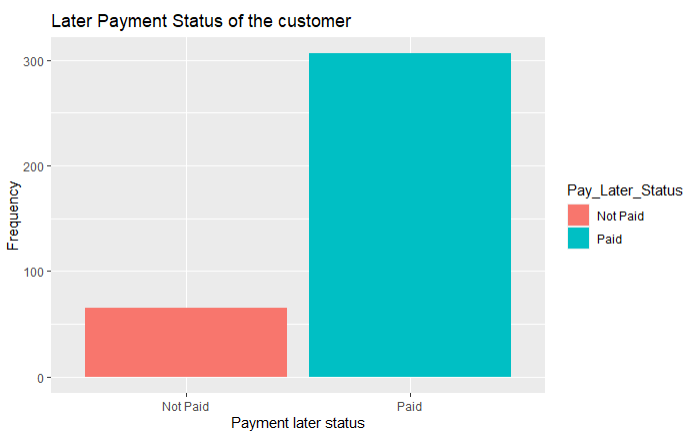 Later Payment Status of the customer
300
200
100
0
Frequency
Not Paid
Paid
Payment later status
Pay_Later_Status
Not Paid
Paid